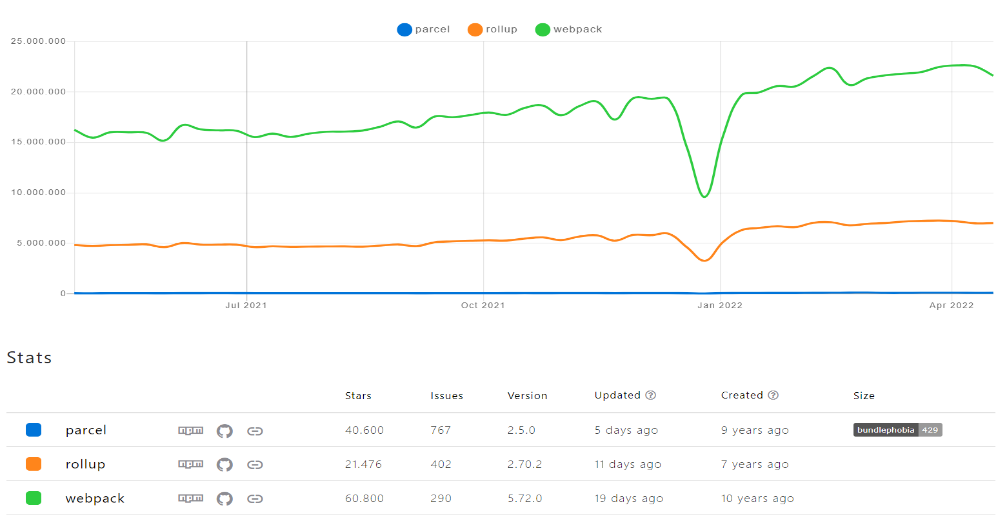 parcel rollup webpack
25.000.000
20.000.000
15.000.000
10.000.000
5.000.000
0
Jul 2021 Oct 2021 Jan 2022 Apr 2022
Stats
Stars Issues Version Updated ? Created ? Size
parcel npm 40.600 767 2.5.0 5 days ago 9 years ago bundlephobia 429
rollup npm 21.476 402 2.70.2 11 days ago 7 years ago
webpack npm 60.800 290 5.72.0 19 days ago 10 years ago